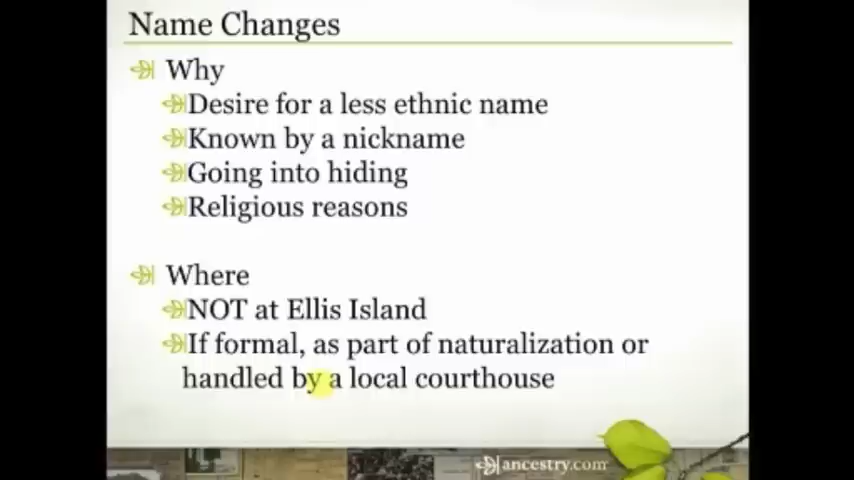 Name Changes
Why
Desire for a less ethnic name
Known by a nickname
Going into hiding
Religious reasons
Where
NOT at Ellis Island
If formal, as part of naturalization or
handled by a local courthouse
ancestry.com